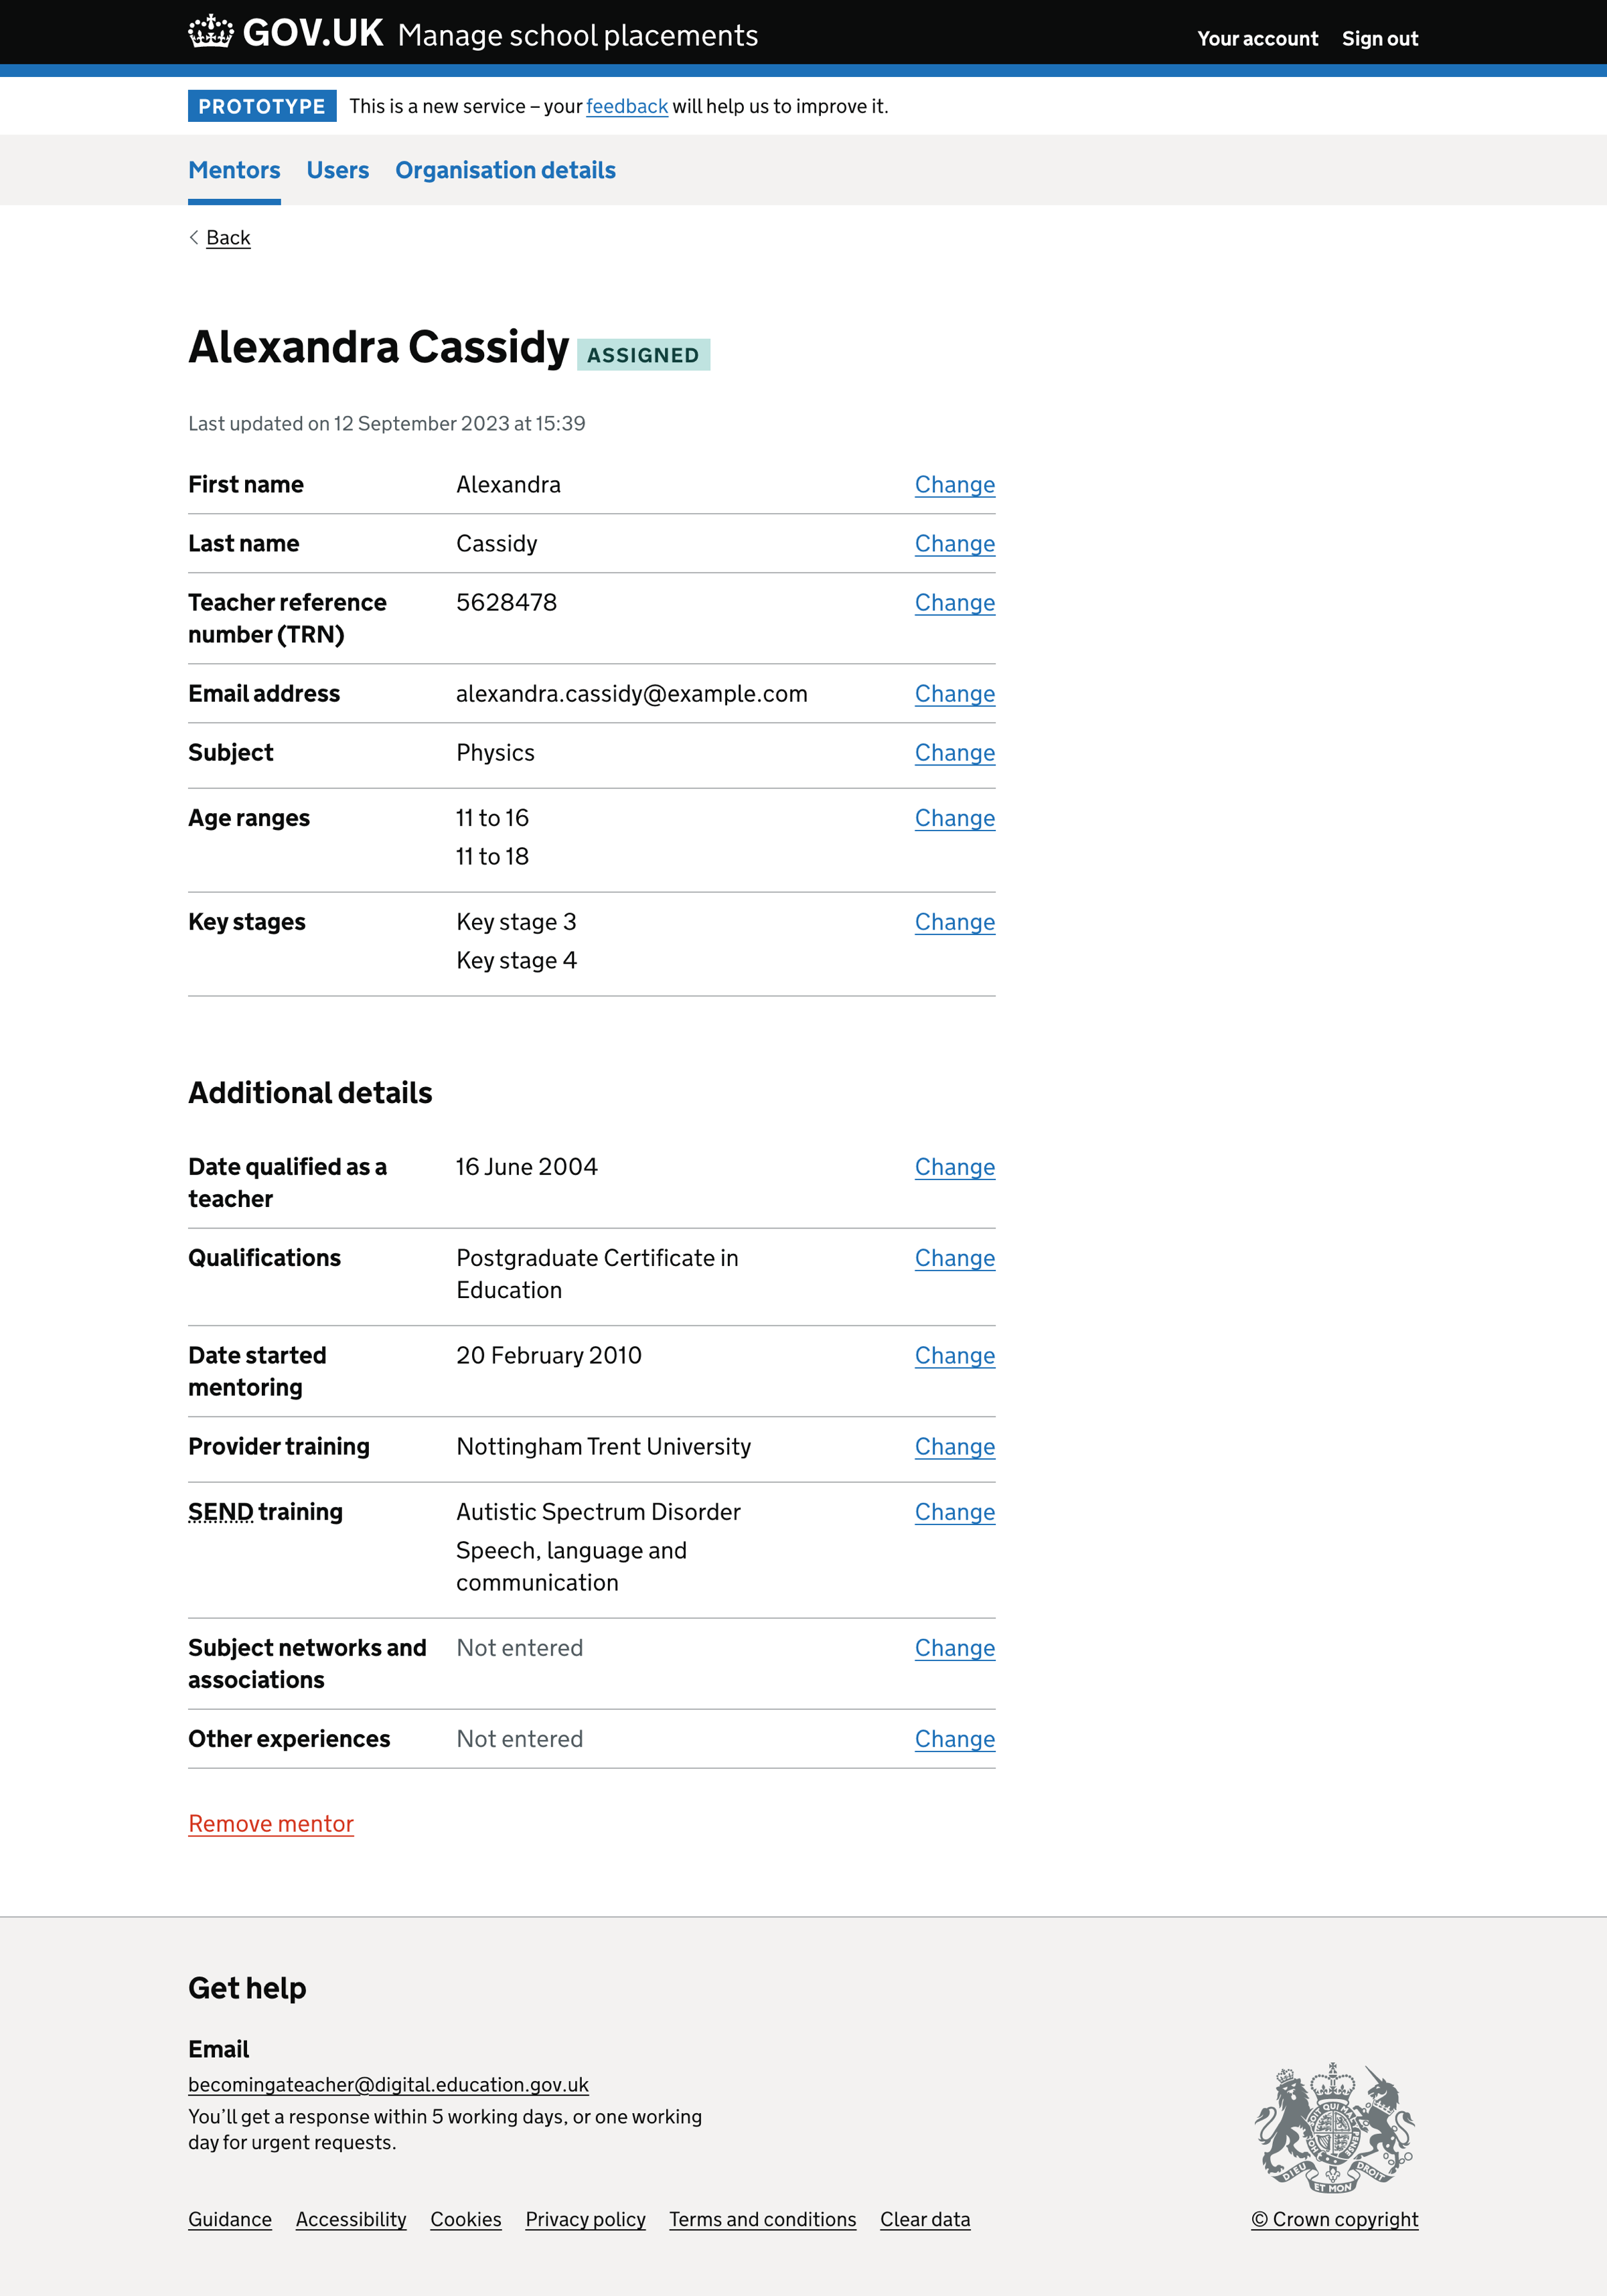 GOV.UK Manage school placements
Your account Sign out
PROTOTYPE This is a new service – your feedback will help us to improve it.
Mentors Users Organisation details
Back
Alexandra Cassidy ASSIGNED
Last updated on 12 September 2023 at 15:39
First name Alexandra Change
Last name Cassidy Change
Teacher reference number (TRN) 5628478 Change
Email address alexandra.cassidy@example.com Change
Subject Physics Change
Age ranges 11 to 16 Change
11 to 18
Key stages Key stage 3 Change
Key stage 4
Additional details
Date qualified as a teacher 16 June 2004 Change
Qualifications Postgraduate Certificate in Education Change
Date started mentoring 20 February 2010 Change
Provider training Nottingham Trent University Change
SEND training Autistic Spectrum Disorder Change
Speech, language and communication
Subject networks and associations Not entered Change
Other experiences Not entered Change
Remove mentor
Get help
Email
becomingateacher@digital.education.gov.uk
You’ll get a response within 5 working days, or one working
day for urgent requests.
DIEU ET MON DROIT
Guidance Accessibility Cookies Privacy policy Terms and conditions Clear data
© Crown copyright